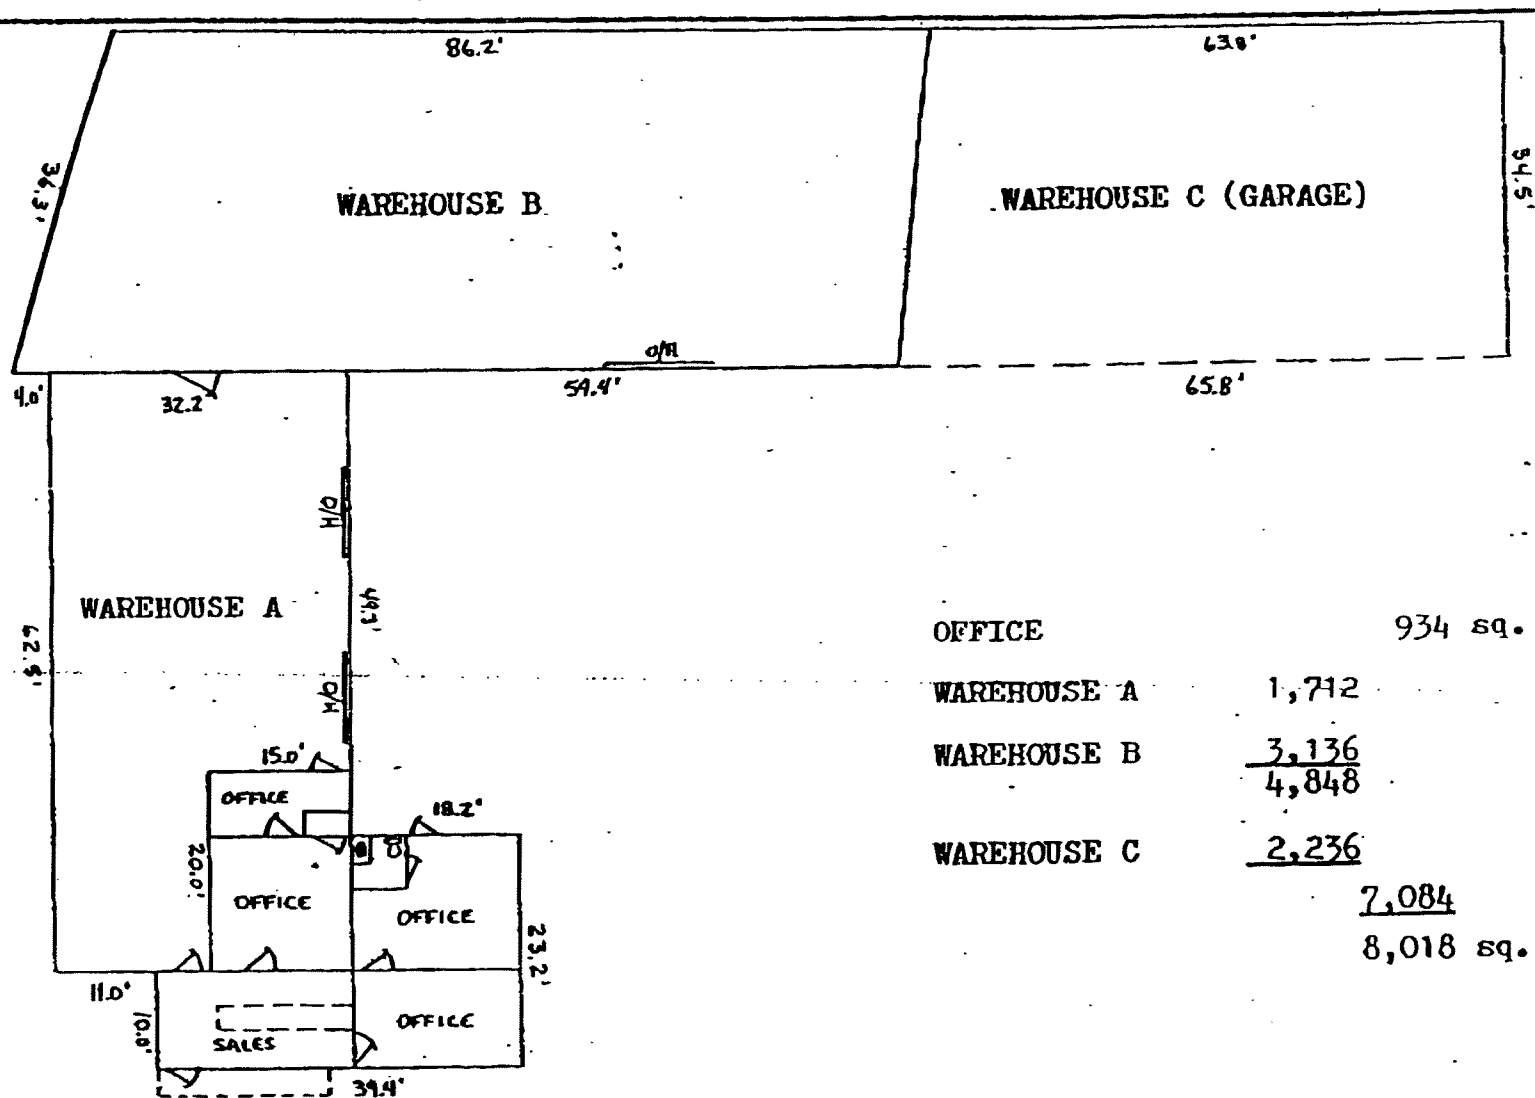 86.2'
63.8'
36.3'
WAREHOUSE B
WAREHOUSE C (GARAGE)
34.5'
O/H
4.0'
32.2'
54.4'
65.8'
O/H
WAREHOUSE A
49.3'
62.5'
O/H
OFFICE 934 sq.
WAREHOUSE A 1,712
WAREHOUSE B 3,136
4,848
WAREHOUSE C 2,236
7,084
8,018 sq.
15.0'
OFFICE
18.2'
20.0'
OFFICE
OFFICE
23.2'
11.0'
10.0'
SALES
OFFICE
39.4'